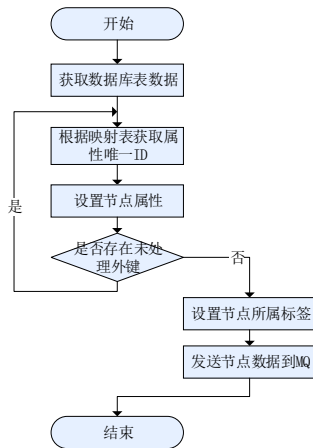 开始
获取数据库表数据
根据映射表获取属
性唯一ID
设置节点属性
是
是否存在未处
理外键
否
设置节点所属标签
发送节点数据到MQ
结束